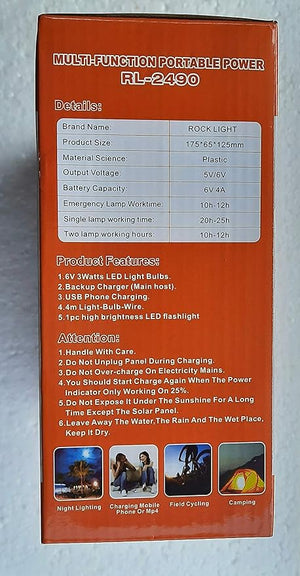 MULTI-FUNCTION PORTABLE POWER
RL-2490
Details:
Brand Name: ROCK LIGHT
Product Size: 175*65*125mm
Material Science: Plastic
Output Voltage: 5V/6V
Battery Capacity: 6V 4A
Emergency Lamp Worktime: 10h-12h
Single lamp working time: 20h-25h
Two lamp working hours: 10h-12h
Product Features:
1.6V 3Watts LED Light Bulbs.
2.Backup Charger (Main host).
3.USB Phone Charging.
4.4m Light-Bulb-Wire.
5.1pc high brightness LED flashlight
Attention:
1.Handle With Care.
2.Do Not Unplug Panel During Charging.
3.Do Not Over-charge On Electricity Mains.
4.You Should Start Charge Again When The Power
Indicator Only Working On 25%.
5.Do Not Expose It Under The Sunshine For A Long
Time Except The Solar Panel.
6.Leave Away The Water,The Rain And The Wet Place,
Keep It Dry.
Night Lighting
Charging Mobile
Phone Or Mp4
Field Cycling
Camping